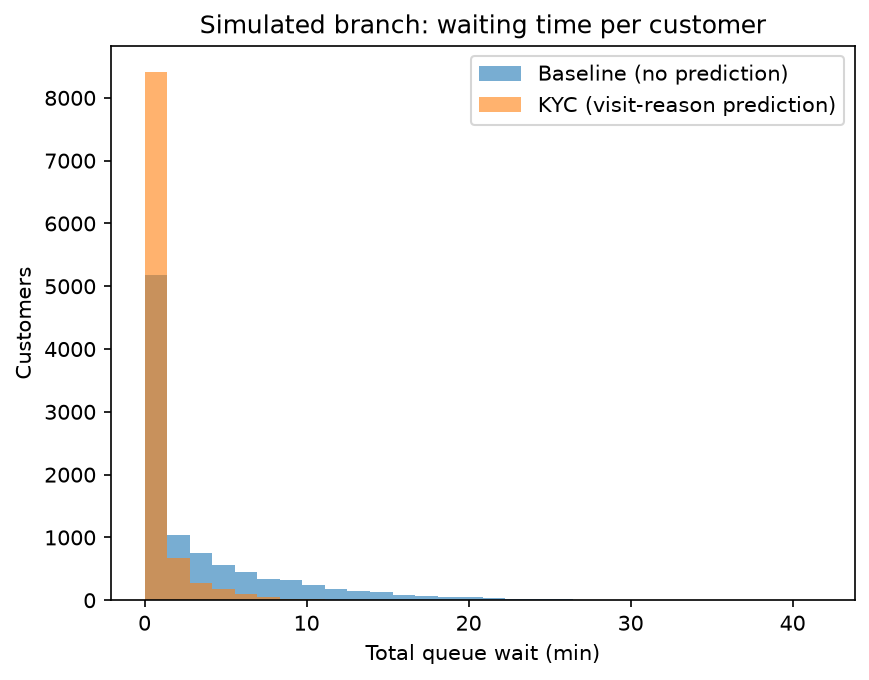 Simulated branch: waiting time per customer
Baseline (no prediction)
KYC (visit-reason prediction)
Customers
8000
7000
6000
5000
4000
3000
2000
1000
0
0 10 20 30 40
Total queue wait (min)